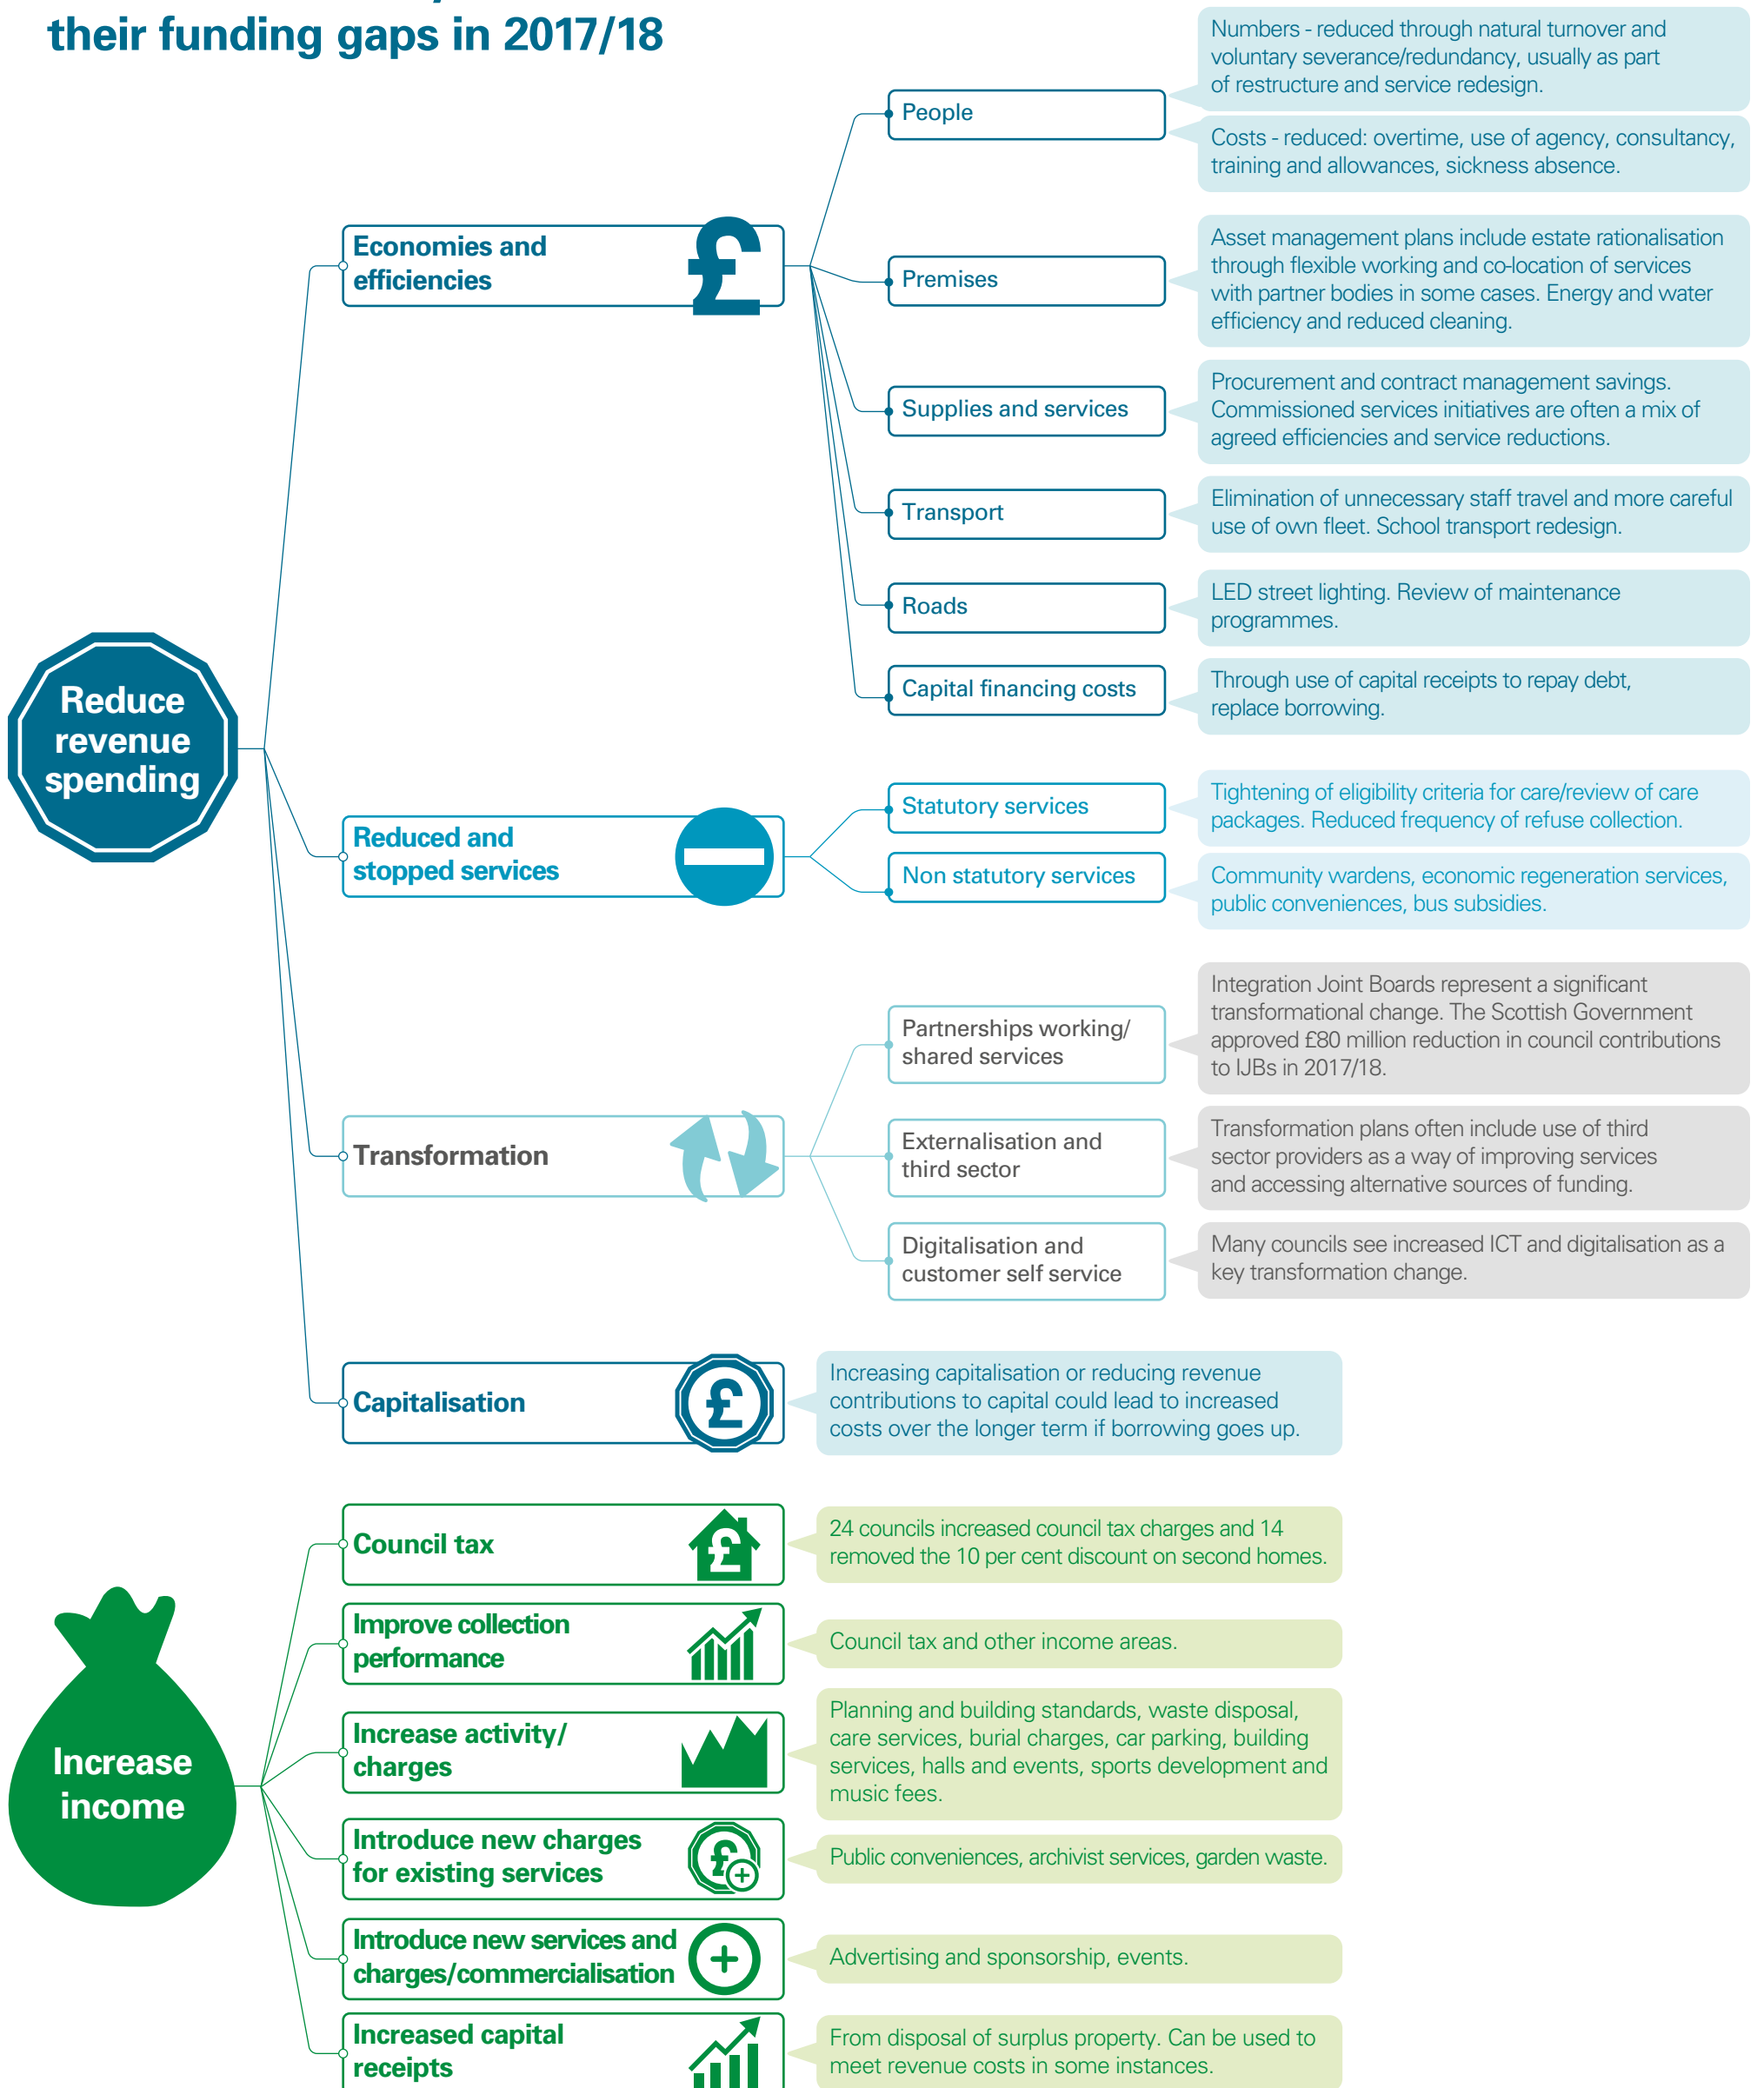 their funding gaps in 2017/18
Reduce
revenue
spending
Economies and
efficiencies
£
People
Numbers - reduced through natural turnover and
voluntary severance/redundancy, usually as part
of restructure and service redesign.
Costs - reduced: overtime, use of agency, consultancy,
training and allowances, sickness absence.
Premises
Asset management plans include estate rationalisation
through flexible working and co-location of services
with partner bodies in some cases. Energy and water
efficiency and reduced cleaning.
Supplies and services
Procurement and contract management savings.
Commissioned services initiatives are often a mix of
agreed efficiencies and service reductions.
Transport
Elimination of unnecessary staff travel and more careful
use of own fleet. School transport redesign.
Roads
LED street lighting. Review of maintenance
programmes.
Capital financing costs
Through use of capital receipts to repay debt,
replace borrowing.
Reduced and
stopped services
Statutory services
Tightening of eligibility criteria for care/review of care
packages. Reduced frequency of refuse collection.
Non statutory services
Community wardens, economic regeneration services,
public conveniences, bus subsidies.
Transformation
Partnerships working/
shared services
Integration Joint Boards represent a significant
transformational change. The Scottish Government
approved £80 million reduction in council contributions
to IJBs in 2017/18.
Externalisation and
third sector
Transformation plans often include use of third
sector providers as a way of improving services
and accessing alternative sources of funding.
Digitalisation and
customer self service
Many councils see increased ICT and digitalisation as a
key transformation change.
Capitalisation
£
Increasing capitalisation or reducing revenue
contributions to capital could lead to increased
costs over the longer term if borrowing goes up.
Increase
income
Council tax
£
24 councils increased council tax charges and 14
removed the 10 per cent discount on second homes.
Improve collection
performance
Council tax and other income areas.
Increase activity/
charges
Planning and building standards, waste disposal,
care services, burial charges, car parking, building
services, halls and events, sports development and
music fees.
Introduce new charges
for existing services
£
+
Public conveniences, archivist services, garden waste.
Introduce new services and
charges/commercialisation
+
Advertising and sponsorship, events.
Increased capital
receipts
From disposal of surplus property. Can be used to
meet revenue costs in some instances.